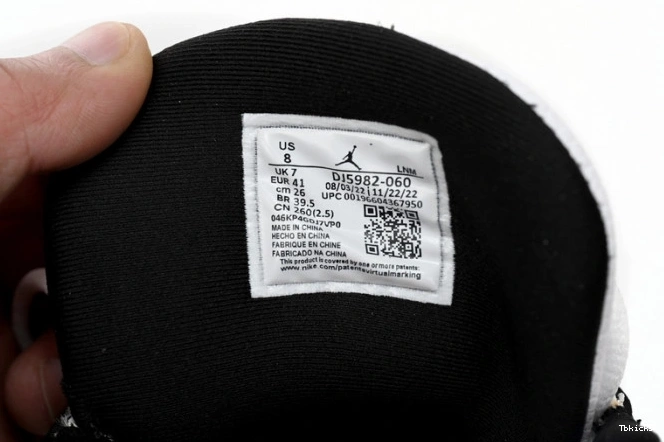 US
8
LNM
UK 7
EUR 41
cm 26
BR 39.5
CN 260(2.5)
DJ5982-060
08/03/22 | 11/22/22
UPC 00196604367950
MADE IN CHINA
HECHO EN CHINA
FABRIQUE EN CHINE
FABRICADO NA CHINA
This product is covered by one or more patents:
www.nike.com/patentsvirtualmarking
Tbkicks